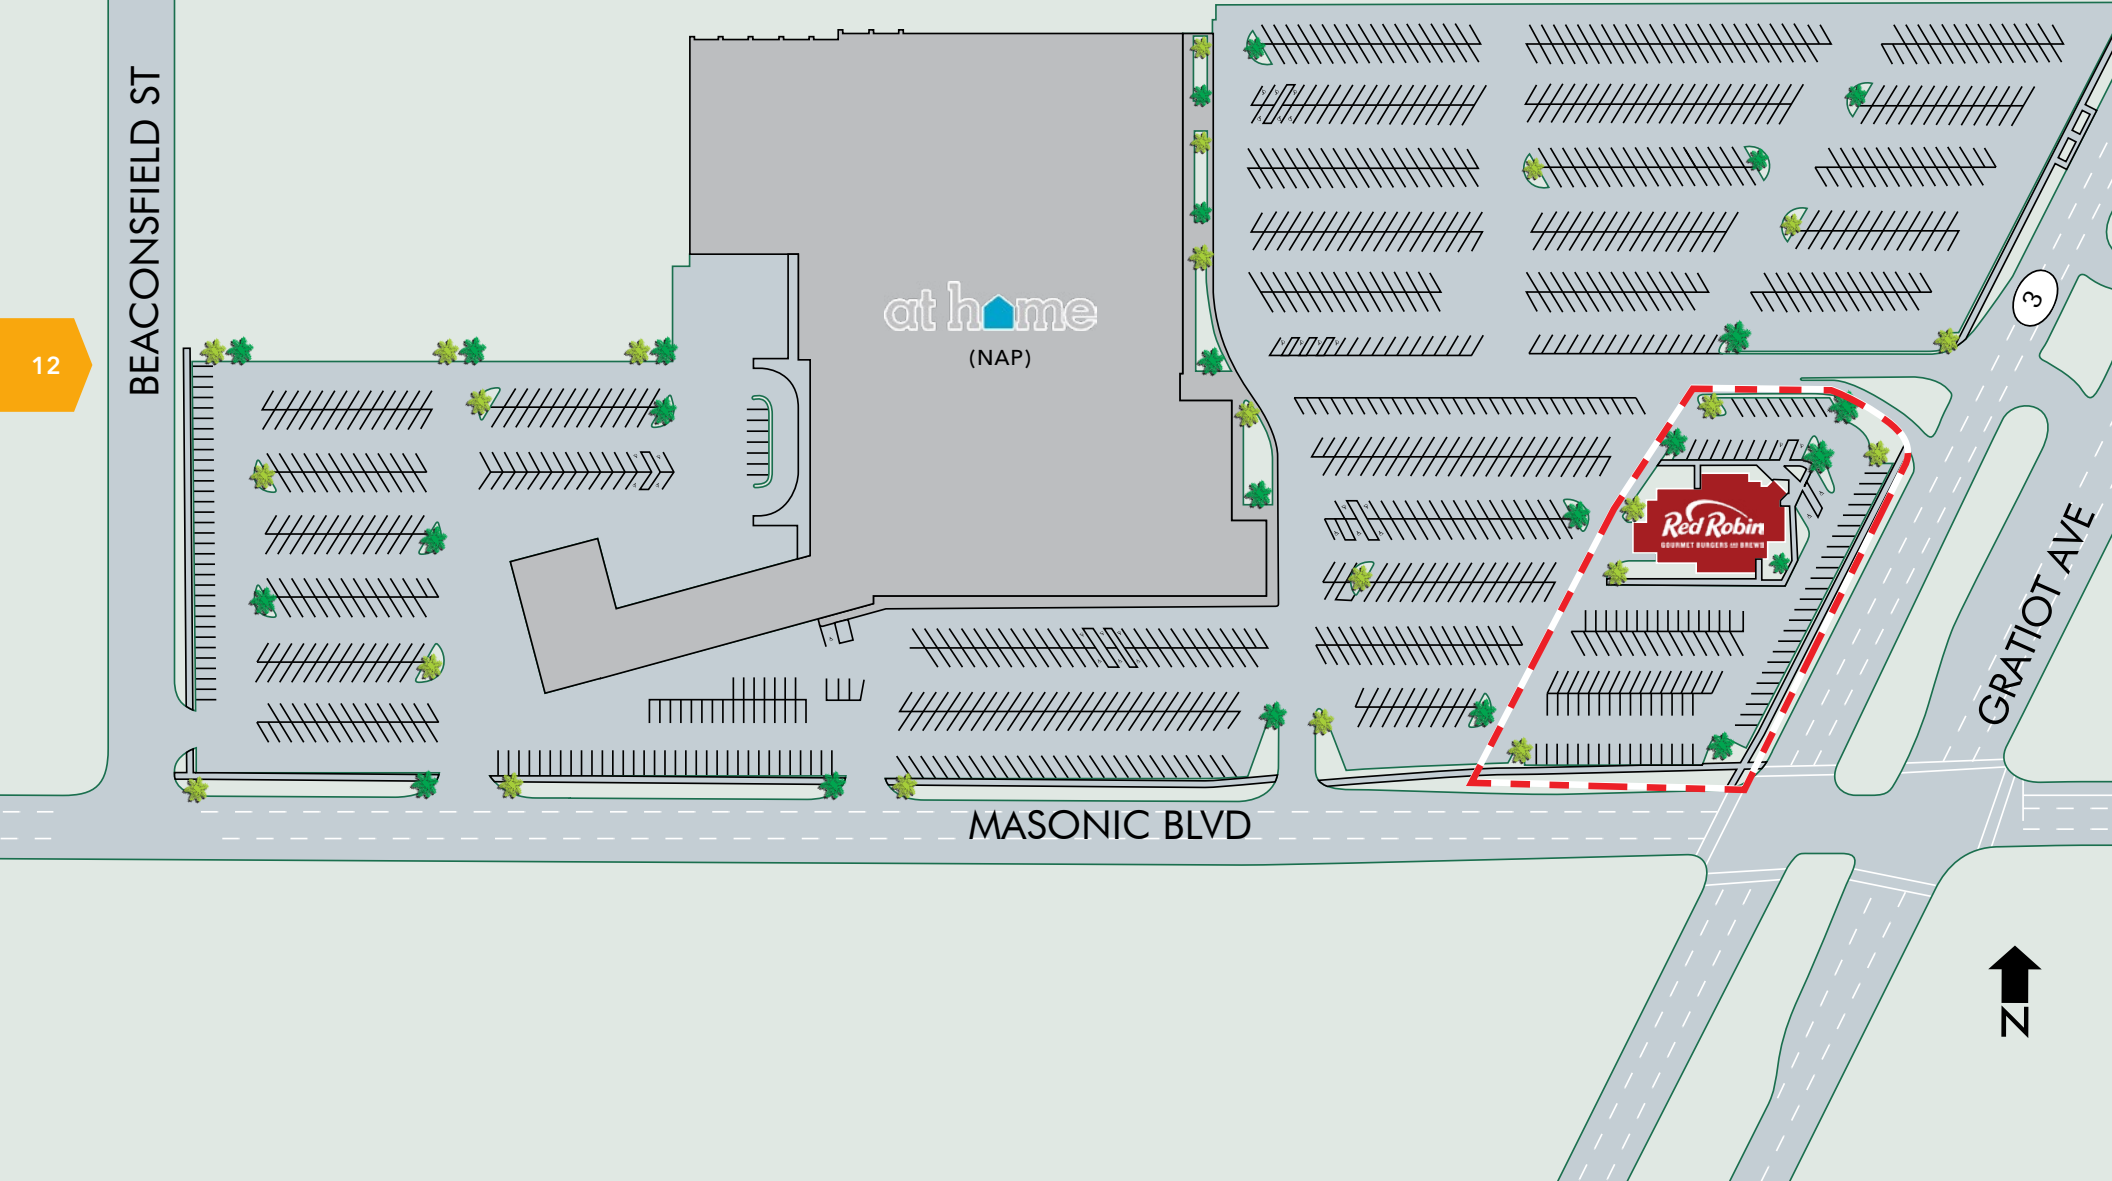 BEACONSFIELD ST
12
at home
(NAP)
3
Red Robin
GOURMET BURGERS AND BREWS
GRATIOT AVE
MASONIC BLVD
N